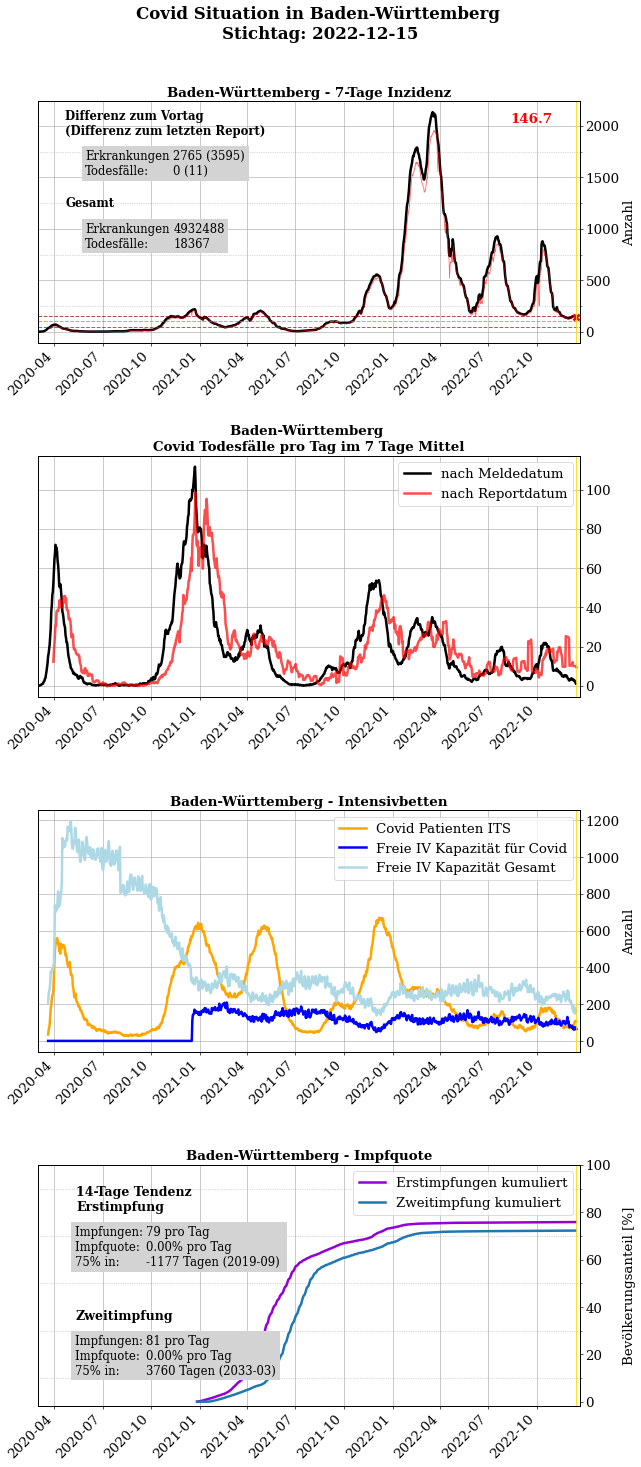 Covid Situation in Baden-Württemberg
Stichtag: 2022-12-15
Baden-Württemberg - 7-Tage Inzidenz
Differenz zum Vortag
(Differenz zum letzten Report)
Erkrankungen 2765 (3595)
Todesfälle: 0 (11)
Gesamt
Erkrankungen 4932488
Todesfälle: 18367
146.7
2000
1500
1000
500
0
Anzahl
2020-04 2020-07 2020-10 2021-01 2021-04 2021-07 2021-10 2022-01 2022-04 2022-07 2022-10
Baden-Württemberg
Covid Todesfälle pro Tag im 7 Tage Mittel
nach Meldedatum
nach Reportdatum
100
80
60
40
20
0
2020-04 2020-07 2020-10 2021-01 2021-04 2021-07 2021-10 2022-01 2022-04 2022-07 2022-10
Baden-Württemberg - Intensivbetten
Covid Patienten ITS
Freie IV Kapazität für Covid
Freie IV Kapazität Gesamt
1200
1000
800
600
400
200
0
Anzahl
2020-04 2020-07 2020-10 2021-01 2021-04 2021-07 2021-10 2022-01 2022-04 2022-07 2022-10
Baden-Württemberg - Impfquote
14-Tage Tendenz
Erstimpfung
Impfungen: 79 pro Tag
Impfquote: 0.00% pro Tag
75% in: -1177 Tagen (2019-09)
Zweitimpfung
Impfungen: 81 pro Tag
Impfquote: 0.00% pro Tag
75% in: 3760 Tagen (2033-03)
Erstimpfungen kumuliert
Zweitimpfung kumuliert
100
80
60
40
20
0
Bevölkerungsanteil [%]
2020-04 2020-07 2020-10 2021-01 2021-04 2021-07 2021-10 2022-01 2022-04 2022-07 2022-10